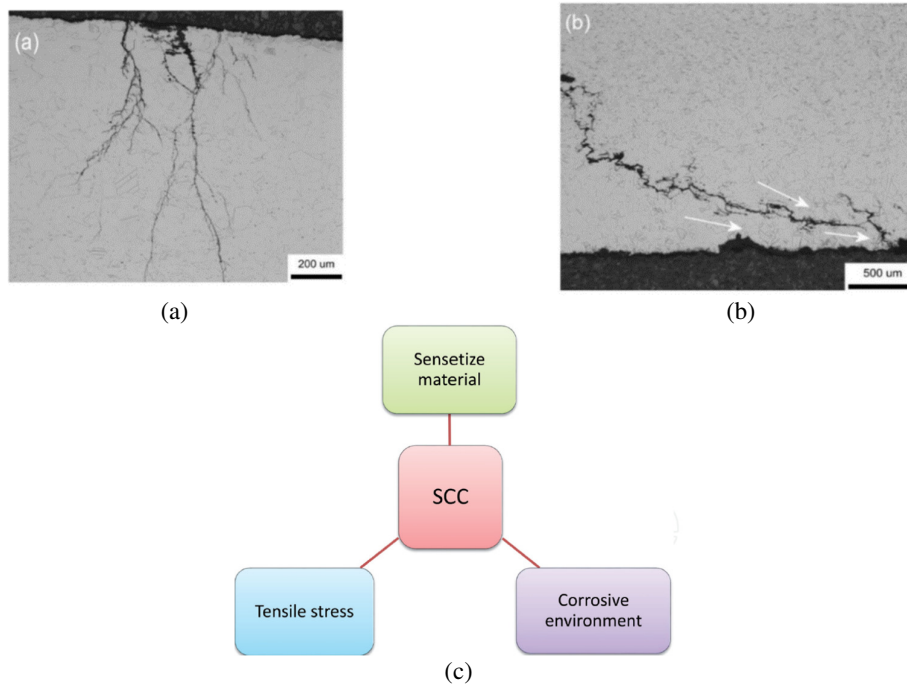 (a)
200 um
(b)
500 um
(a)
(b)
Sensetize
material
SCC
Tensile stress
Corrosive
environment
(c)